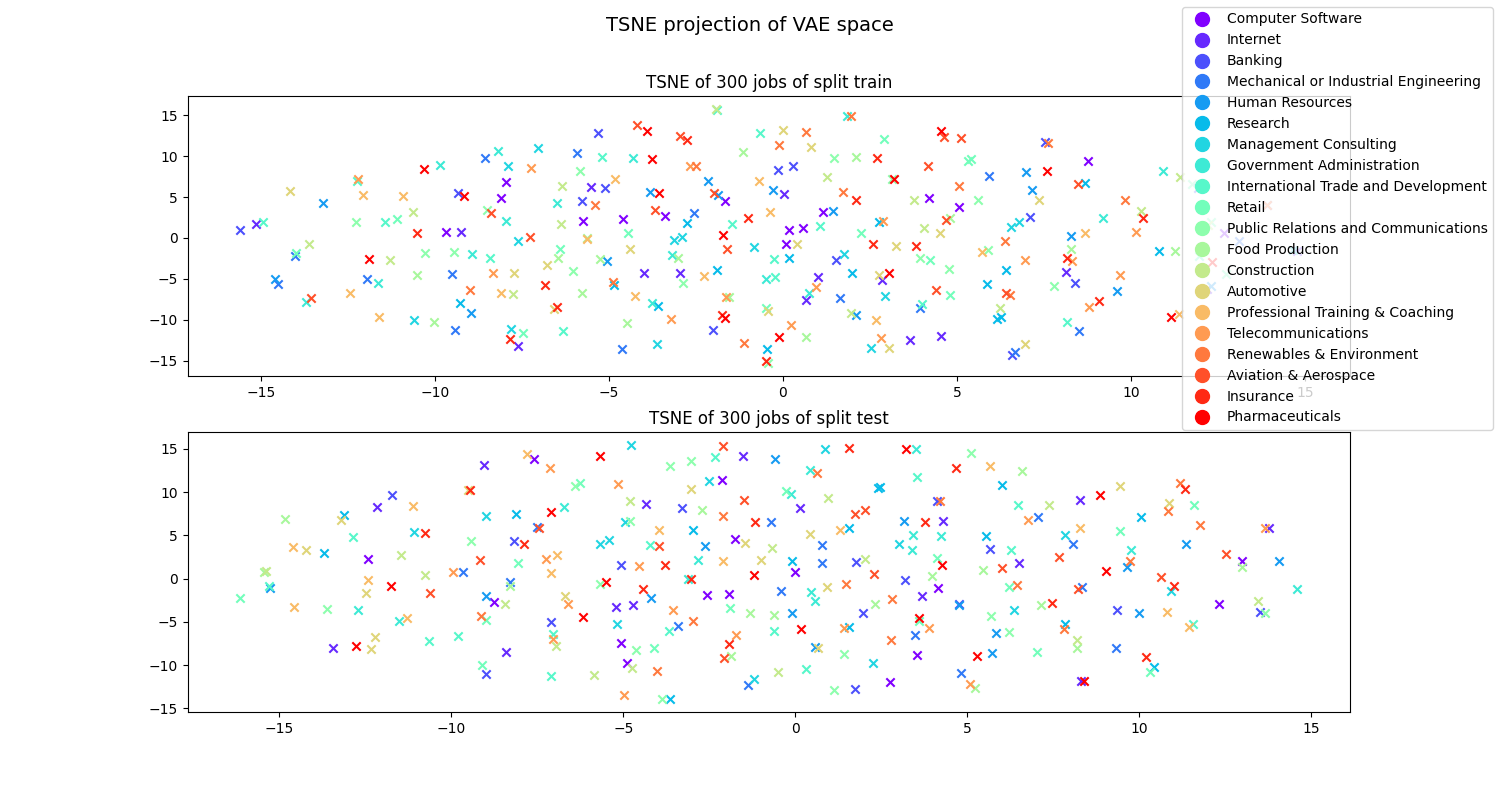 TSNE projection of VAE space
TSNE of 300 jobs of split train
15
10
5
0
−5
−10
−15
−15
−10
−5
0
5
10
15
Computer Software
Internet
Banking
Mechanical or Industrial Engineering
Human Resources
Research
Management Consulting
Government Administration
International Trade and Development
Retail
Public Relations and Communications
Food Production
Construction
Automotive
Professional Training & Coaching
Telecommunications
Renewables & Environment
Aviation & Aerospace
Insurance
Pharmaceuticals
TSNE of 300 jobs of split test
15
10
5
0
−5
−10
−15
−15
−10
−5
0
5
10
15